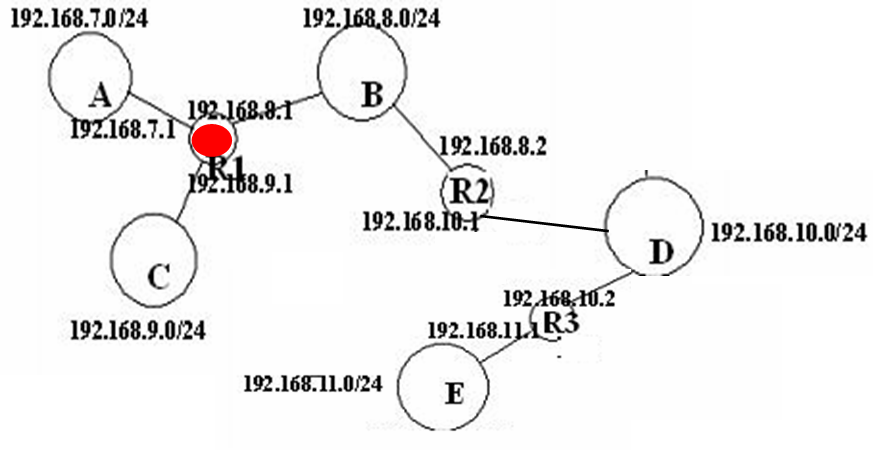 192.168.7.0/24
192.168.8.0/24
A
B
192.168.8.1
192.168.7.1
192.168.8.2
R1
192.168.9.1
R2
192.168.10.1
192.168.10.0/24
D
C
192.168.10.2
R3
192.168.9.0/24
192.168.11.1
192.168.11.0/24
E